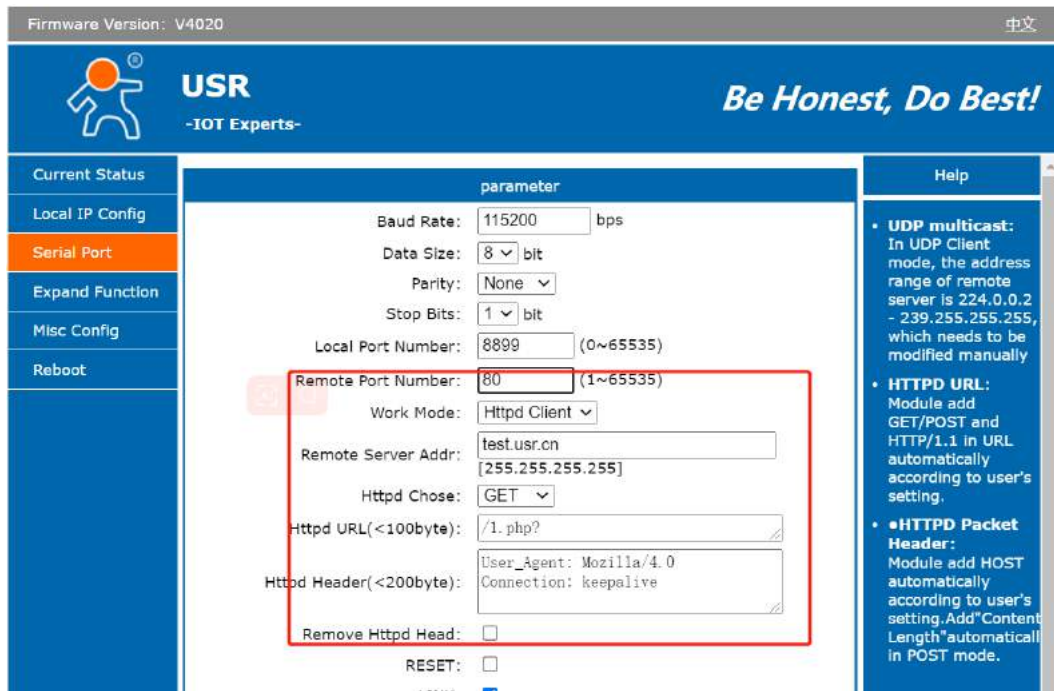 Firmware Version: V4020
中文
USR
-IOT Experts-
Be Honest, Do Best!
Current Status
Local IP Config
Serial Port
Expand Function
Misc Config
Reboot
parameter
Baud Rate: 115200 bps
Data Size: 8 bit
Parity: None
Stop Bits: 1 bit
Local Port Number: 8899 (0~65535)
Remote Port Number: 80 (1~65535)
Work Mode: Httpd Client
Remote Server Addr: test.usr.cn
[255.255.255.255]
Httpd Chose: GET
Httpd URL(<100byte): /1.php?
Httpd Header(<200byte): User_Agent: Mozilla/4.0
Connection: keepalive
Remove Httpd Head:
RESET:
Help
• UDP multicast:
In UDP Client
mode, the address
range of remote
server is 224.0.0.2
- 239.255.255.255,
which needs to be
modified manually
• HTTPD URL:
Module add
GET/POST and
HTTP/1.1 in URL
automatically
according to user's
setting.
• ●HTTPD Packet
Header:
Module add HOST
automatically
according to user's
setting.Add"Content
Length"automaticall
in POST mode.